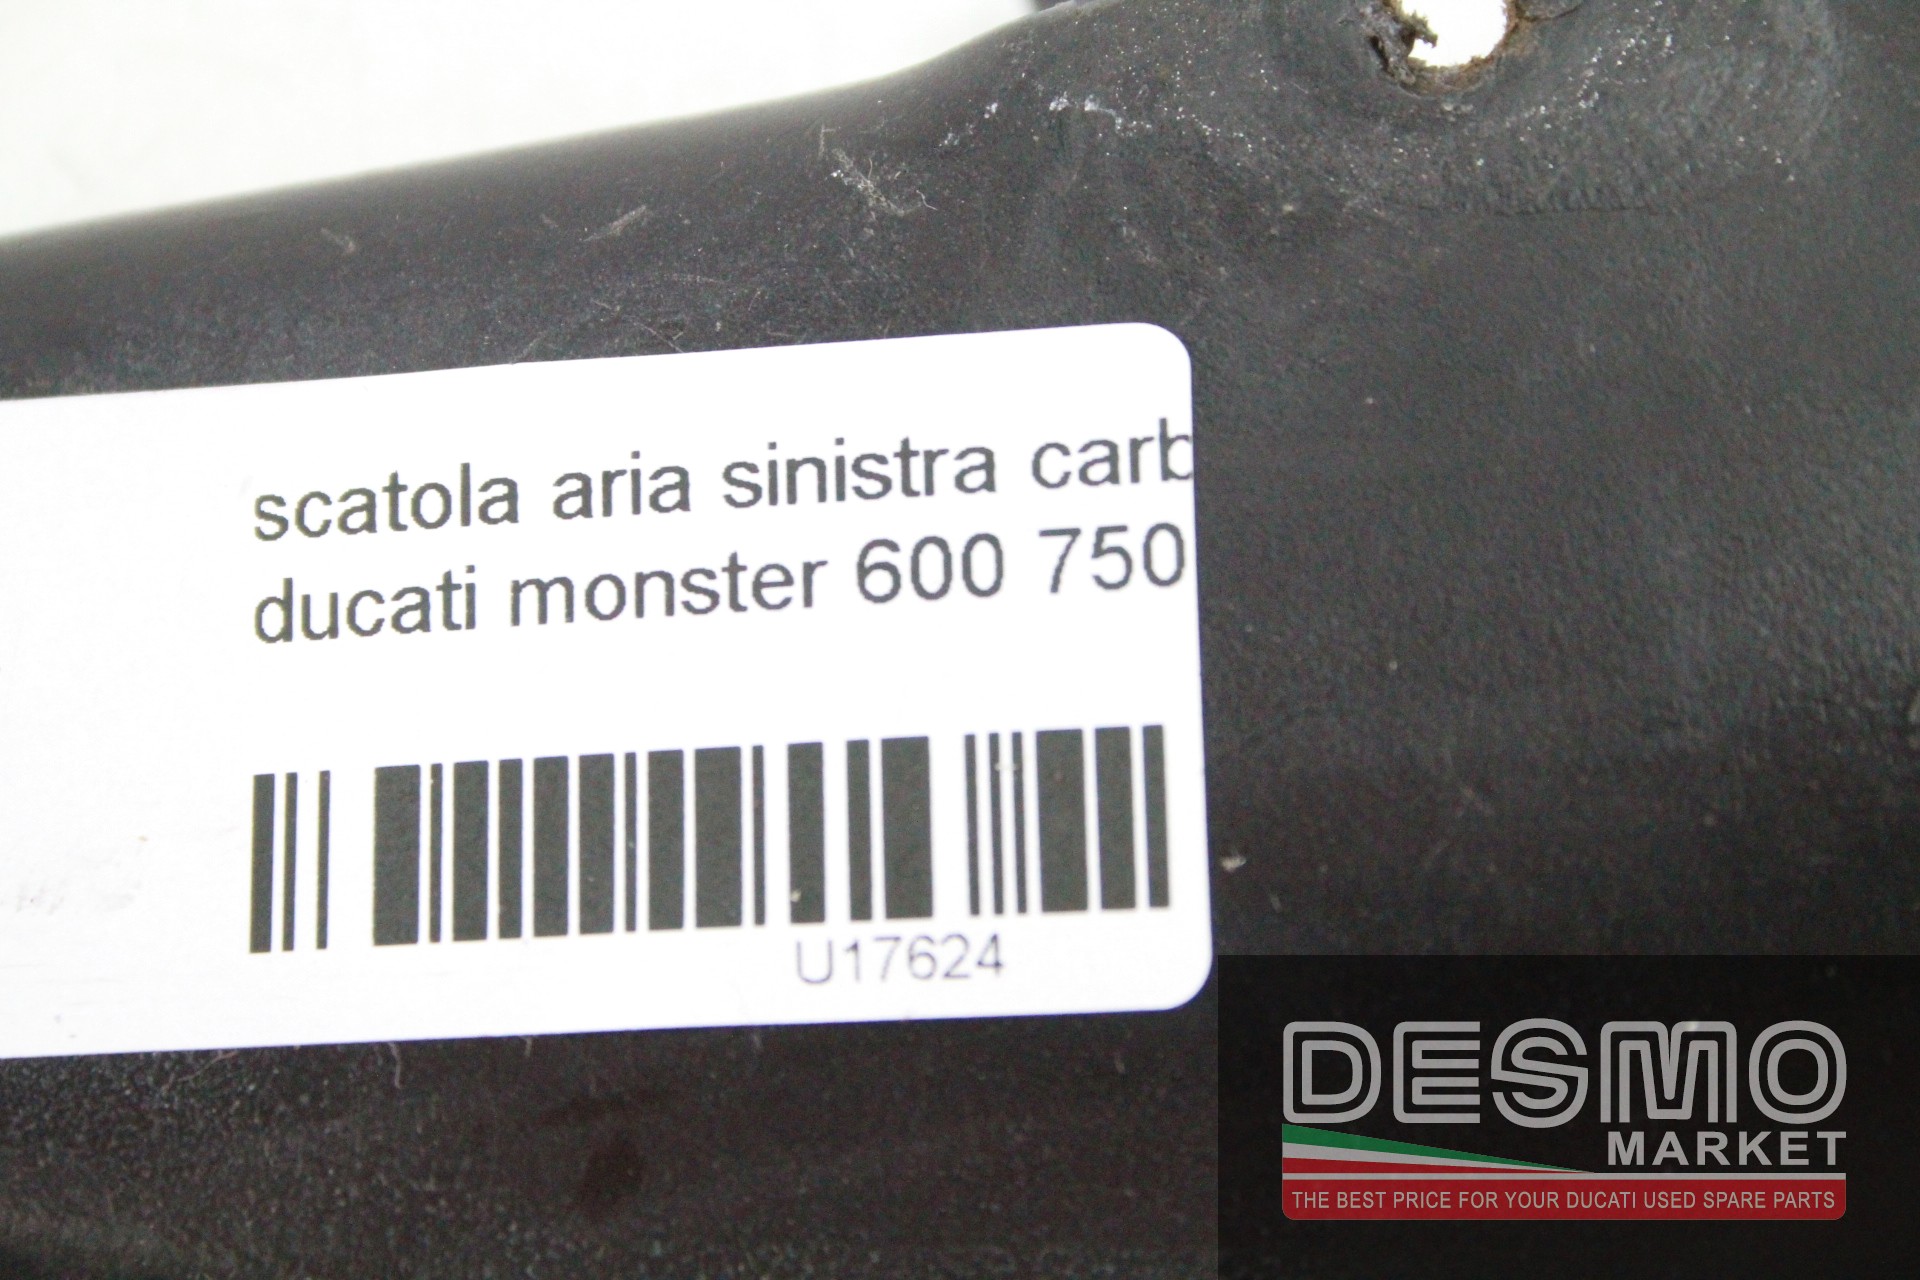 scatola aria sinistra carb
ducati monster 600 750
U17624
DESMO
MARKET
THE BEST PRICE FOR YOUR DUCATI USED SPARE PARTS